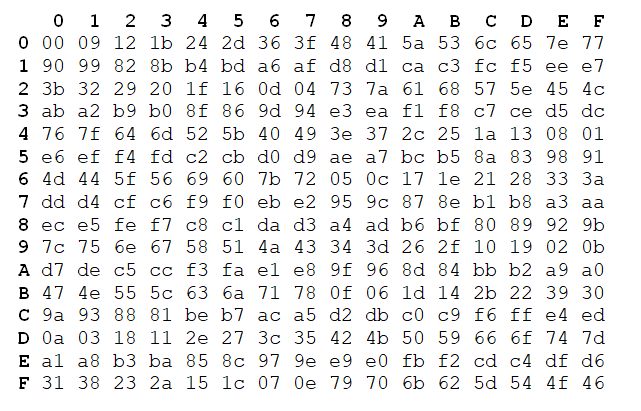 0 1 2 3 4 5 6 7 8 9 A B C D E F
0 00 09 12 1b 24 2d 36 3f 48 41 5a 53 6c 65 7e 77
1 90 99 82 8b b4 bd a6 af d8 d1 ca c3 fc f5 ee e7
2 3b 32 29 20 1f 16 0d 04 73 7a 61 68 57 5e 45 4c
3 ab a2 b9 b0 8f 86 9d 94 e3 ea f1 f8 c7 ce d5 dc
4 76 7f 64 6d 52 5b 40 49 3e 37 2c 25 1a 13 08 01
5 e6 ef f4 fd c2 cb d0 d9 ae a7 bc b5 8a 83 98 91
6 4d 44 5f 56 69 60 7b 72 05 0c 17 1e 21 28 33 3a
7 dd d4 cf c6 f9 f0 eb e2 95 9c 87 8e b1 b8 a3 aa
8 ec e5 fe f7 c8 c1 da d3 a4 ad b6 bf 80 89 92 9b
9 7c 75 6e 67 58 51 4a 43 34 3d 26 2f 10 19 02 0b
A d7 de c5 cc f3 fa e1 e8 9f 96 8d 84 bb b2 a9 a0
B 47 4e 55 5c 63 6a 71 78 0f 06 1d 14 2b 22 39 30
C 9a 93 88 81 be b7 ac a5 d2 db c0 c9 f6 ff e4 ed
D 0a 03 18 11 2e 27 3c 35 42 4b 50 59 66 6f 74 7d
E a1 a8 b3 ba 85 8c 97 9e e9 e0 fb f2 cd c4 df d6
F 31 38 23 2a 15 1c 07 0e 79 70 6b 62 5d 54 4f 46